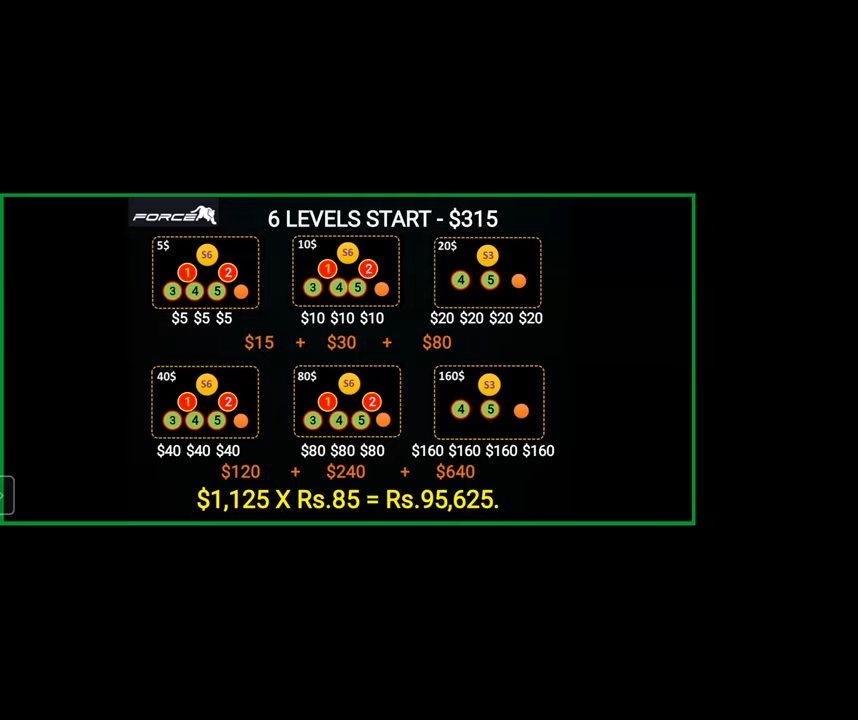 FORCE
6 LEVELS START - $315
5$
S6
1 2
3 4 5
$5 $5 $5
10$
S6
1 2
3 4 5
$10 $10 $10
20$
S3
4 5
$20 $20 $20 $20
$15 + $30 + $80
40$
S6
1 2
3 4 5
$40 $40 $40
80$
S6
1 2
3 4 5
$80 $80 $80
160$
S3
4 5
$160 $160 $160 $160
$120 + $240 + $640
$1,125 X Rs.85 = Rs.95,625.